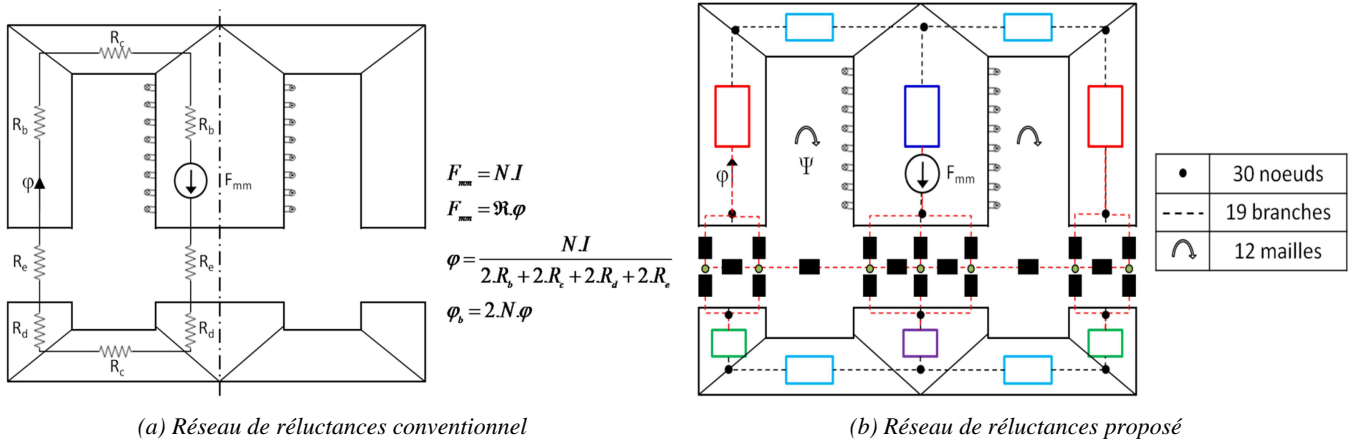 R_c
R_b
R_b
φ
F_mm
R_e
R_e
R_d
R_d
R_c
F_mm = N.I
F_mm = ℜ.φ
φ = N.I / 2.R_b + 2.R_c + 2.R_d + 2.R_e
φ_b = 2.N.φ
φ
Ψ
F_mm
30 noeuds
19 branches
12 mailles
(a) Réseau de réluctances conventionnel
(b) Réseau de réluctances proposé